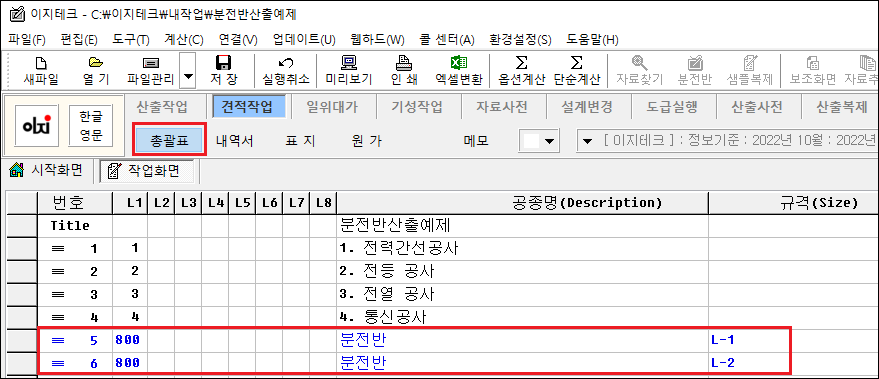 이지테크 - C:\이지테크\내작업\분전반산출예제
파일(F) 편집(E) 도구(T) 계산(C) 연결(V) 업데이트(U) 웹하드(W) 콜 센터(A) 환경설정(S) 도움말(H)
새파일 열 기 파일관리 저 장 실행취소 미리보기 인 쇄 엑셀변환 옵션계산 단순계산 자료찾기 분전반 샘플복제 보조화면
산출작업 견적작업 일위대가 기성작업 자료사전 설계변경 도급실행 산출사전 산출복제
한글
영문
총괄표 내역서 표 지 원 가 메모 [ 이지테크 ] : 정보기준 : 2022년 10월 : 2022년
시작화면 작업화면
번호 L1 L2 L3 L4 L5 L6 L7 L8 공종명(Description) 규격(Size)
Title 분전반산출예제
1 1 1. 전력간선공사
2 2 2. 전등 공사
3 3 3. 전열 공사
4 4 4. 통신공사
5 800 분전반 L-1
6 800 분전반 L-2